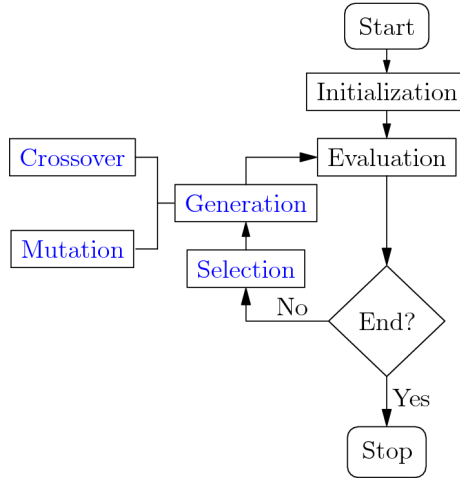 Start
Initialization
Crossover
Evaluation
Generation
Mutation
Selection
No
End?
Yes
Stop